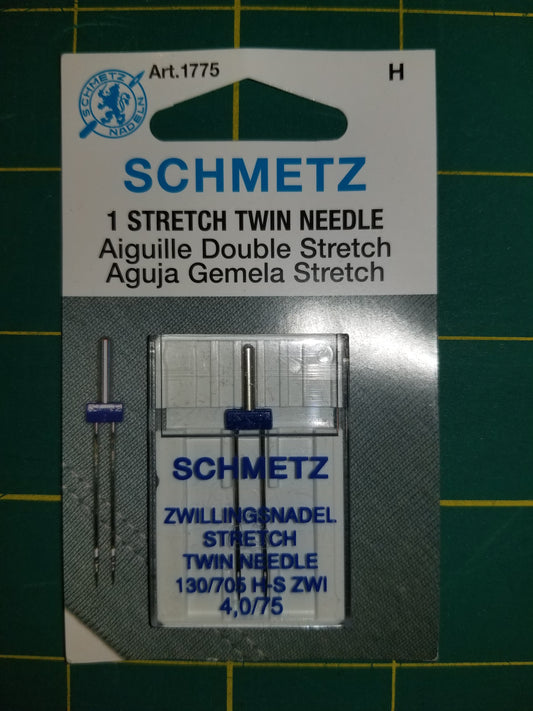 Art.1775
H
SCHMETZ
NADELN
SCHMETZ
1 STRETCH TWIN NEEDLE
Aiguille Double Stretch
Aguja Gemela Stretch
SCHMETZ
ZWILLINGSNADEL
STRETCH
TWIN NEEDLE
130/705 H-S ZWI
4,0/75